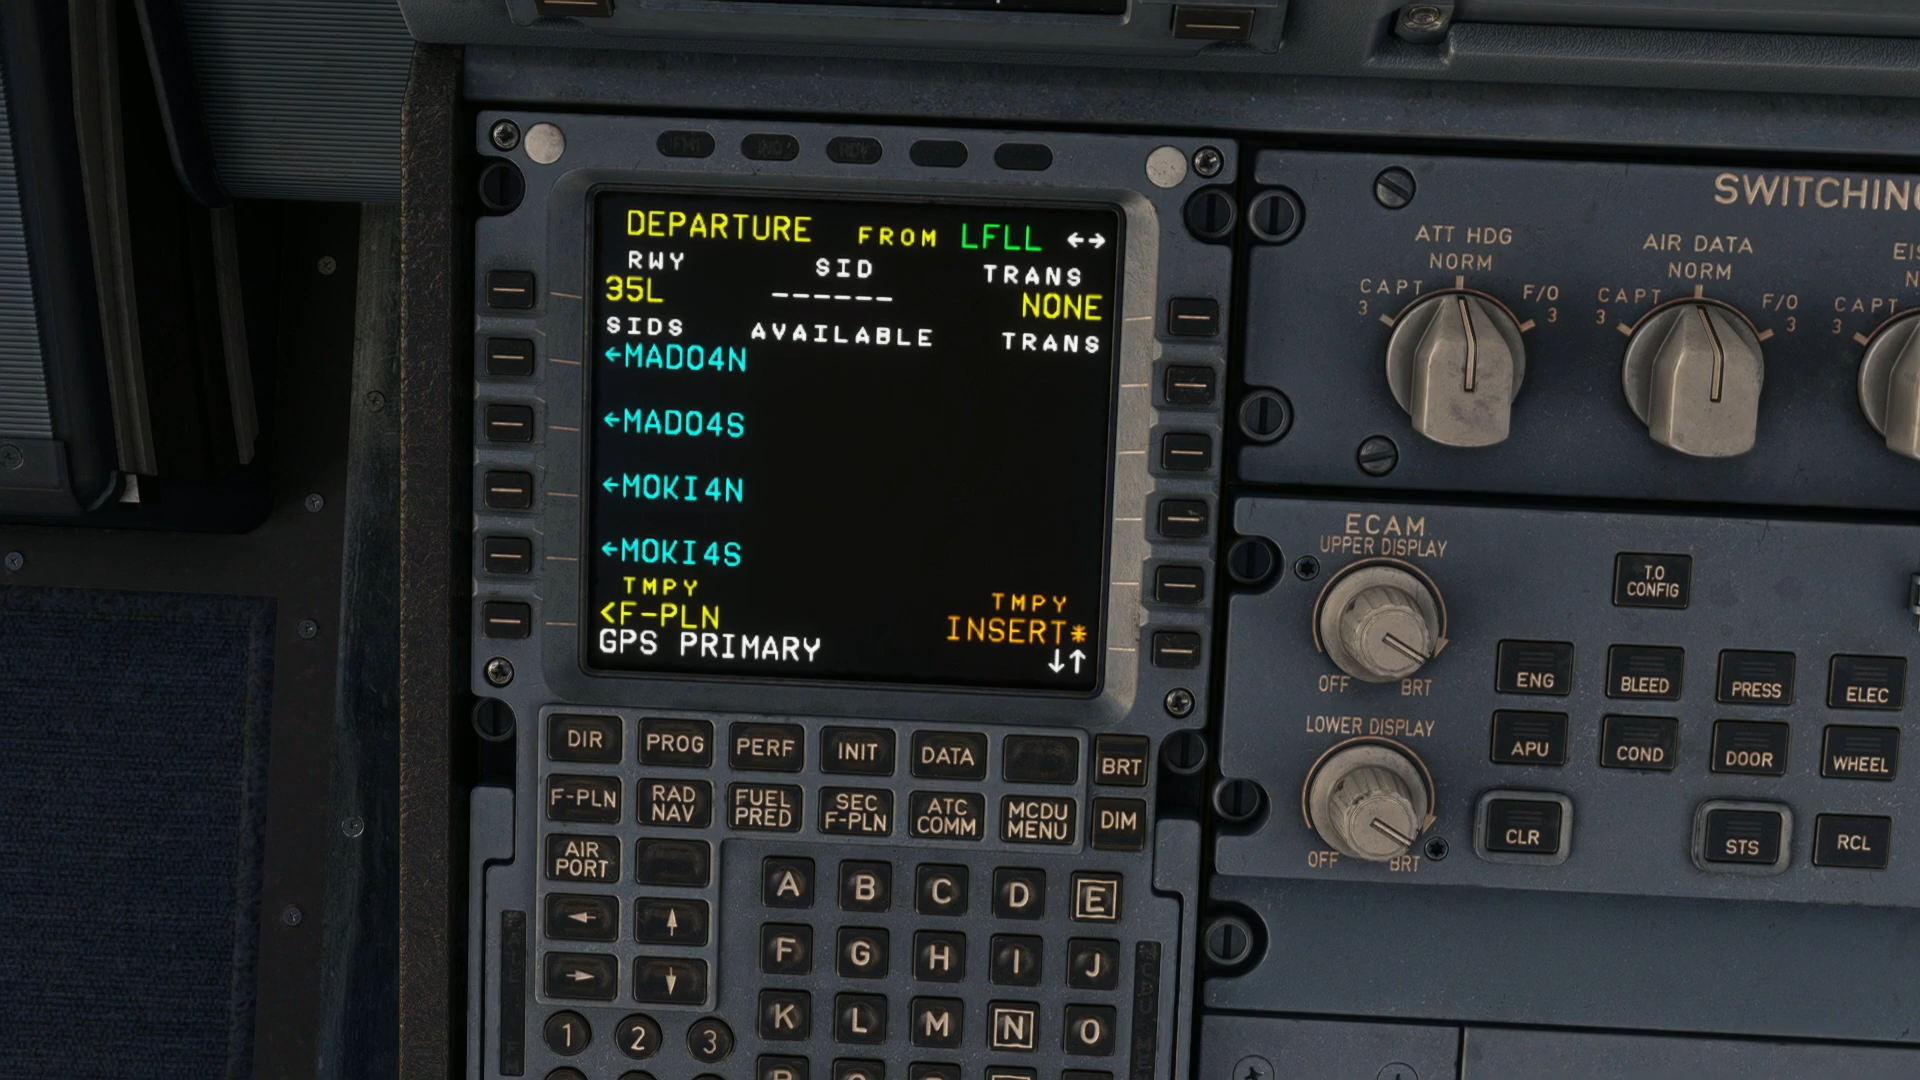 DEPARTURE FROM LFLL ←→
RWY SID TRANS
35L ------ NONE
SIDS AVAILABLE TRANS
←MADO4N
←MADO4S
←MOKI4N
←MOKI4S
TMPY TMPY
<F-PLN INSERT*
GPS PRIMARY ↓↑
DIR PROG PERF INIT DATA BRT
F-PLN RAD NAV FUEL PRED SEC F-PLN ATC COMM MCDU MENU DIM
AIR PORT
← ↑
→ ↓
A B C D E
F G H I J
K L M N O
1 2 3
SWITCHING
ATT HDG
NORM
CAPT 3 F/O 3
AIR DATA
NORM
CAPT 3 F/O 3
CAPT 3
ECAM
UPPER DISPLAY
OFF BRT
LOWER DISPLAY
OFF BRT
T.O CONFIG
ENG BLEED PRESS ELEC
APU COND DOOR WHEEL
CLR STS RCL